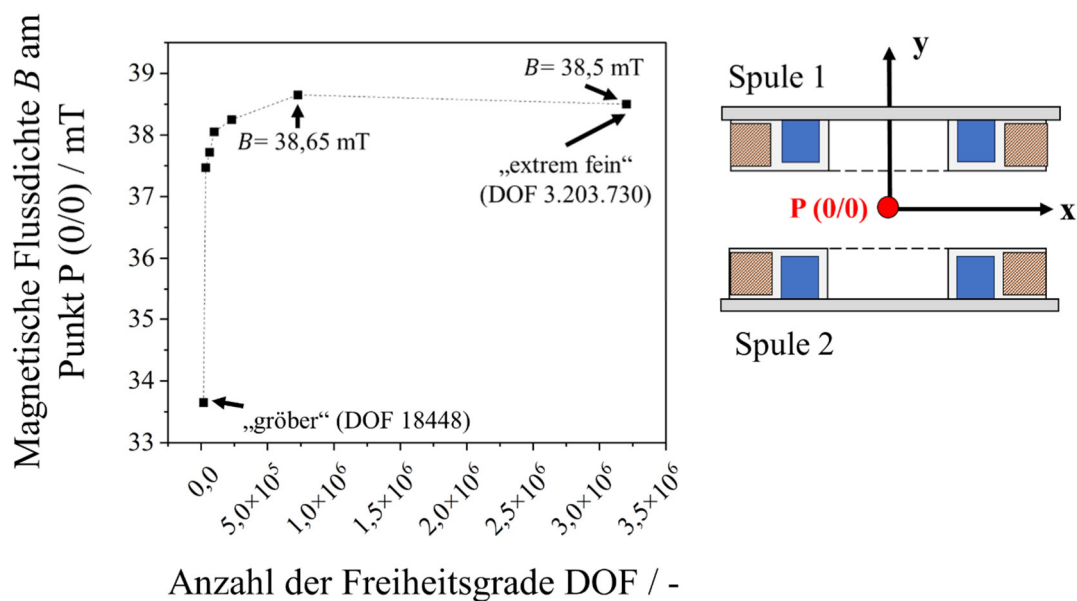 Magnetische Flussdichte B am
Punkt P (0/0) / mT
39
38
37
36
35
34
33
B= 38,5 mT
B= 38,65 mT
„extrem fein“
(DOF 3.203.730)
„gröber“ (DOF 18448)
0,0
5,0×10⁵
1,0×10⁶
1,5×10⁶
2,0×10⁶
2,5×10⁶
3,0×10⁶
3,5×10⁶
Anzahl der Freiheitsgrade DOF / -
y
Spule 1
P (0/0)
x
Spule 2